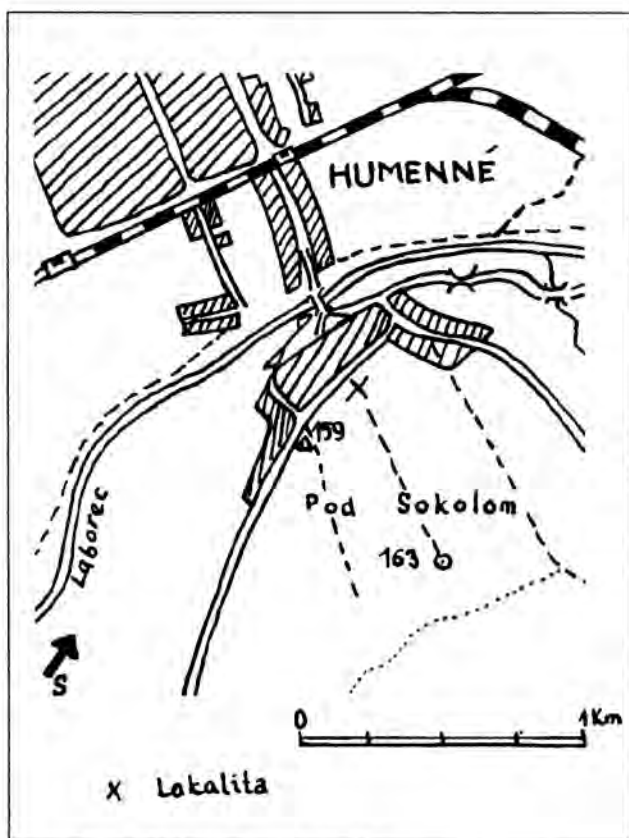 HUMENNÉ
159
Pod Sokolom
163
Laborec
S
0 1Km
X Lokalita